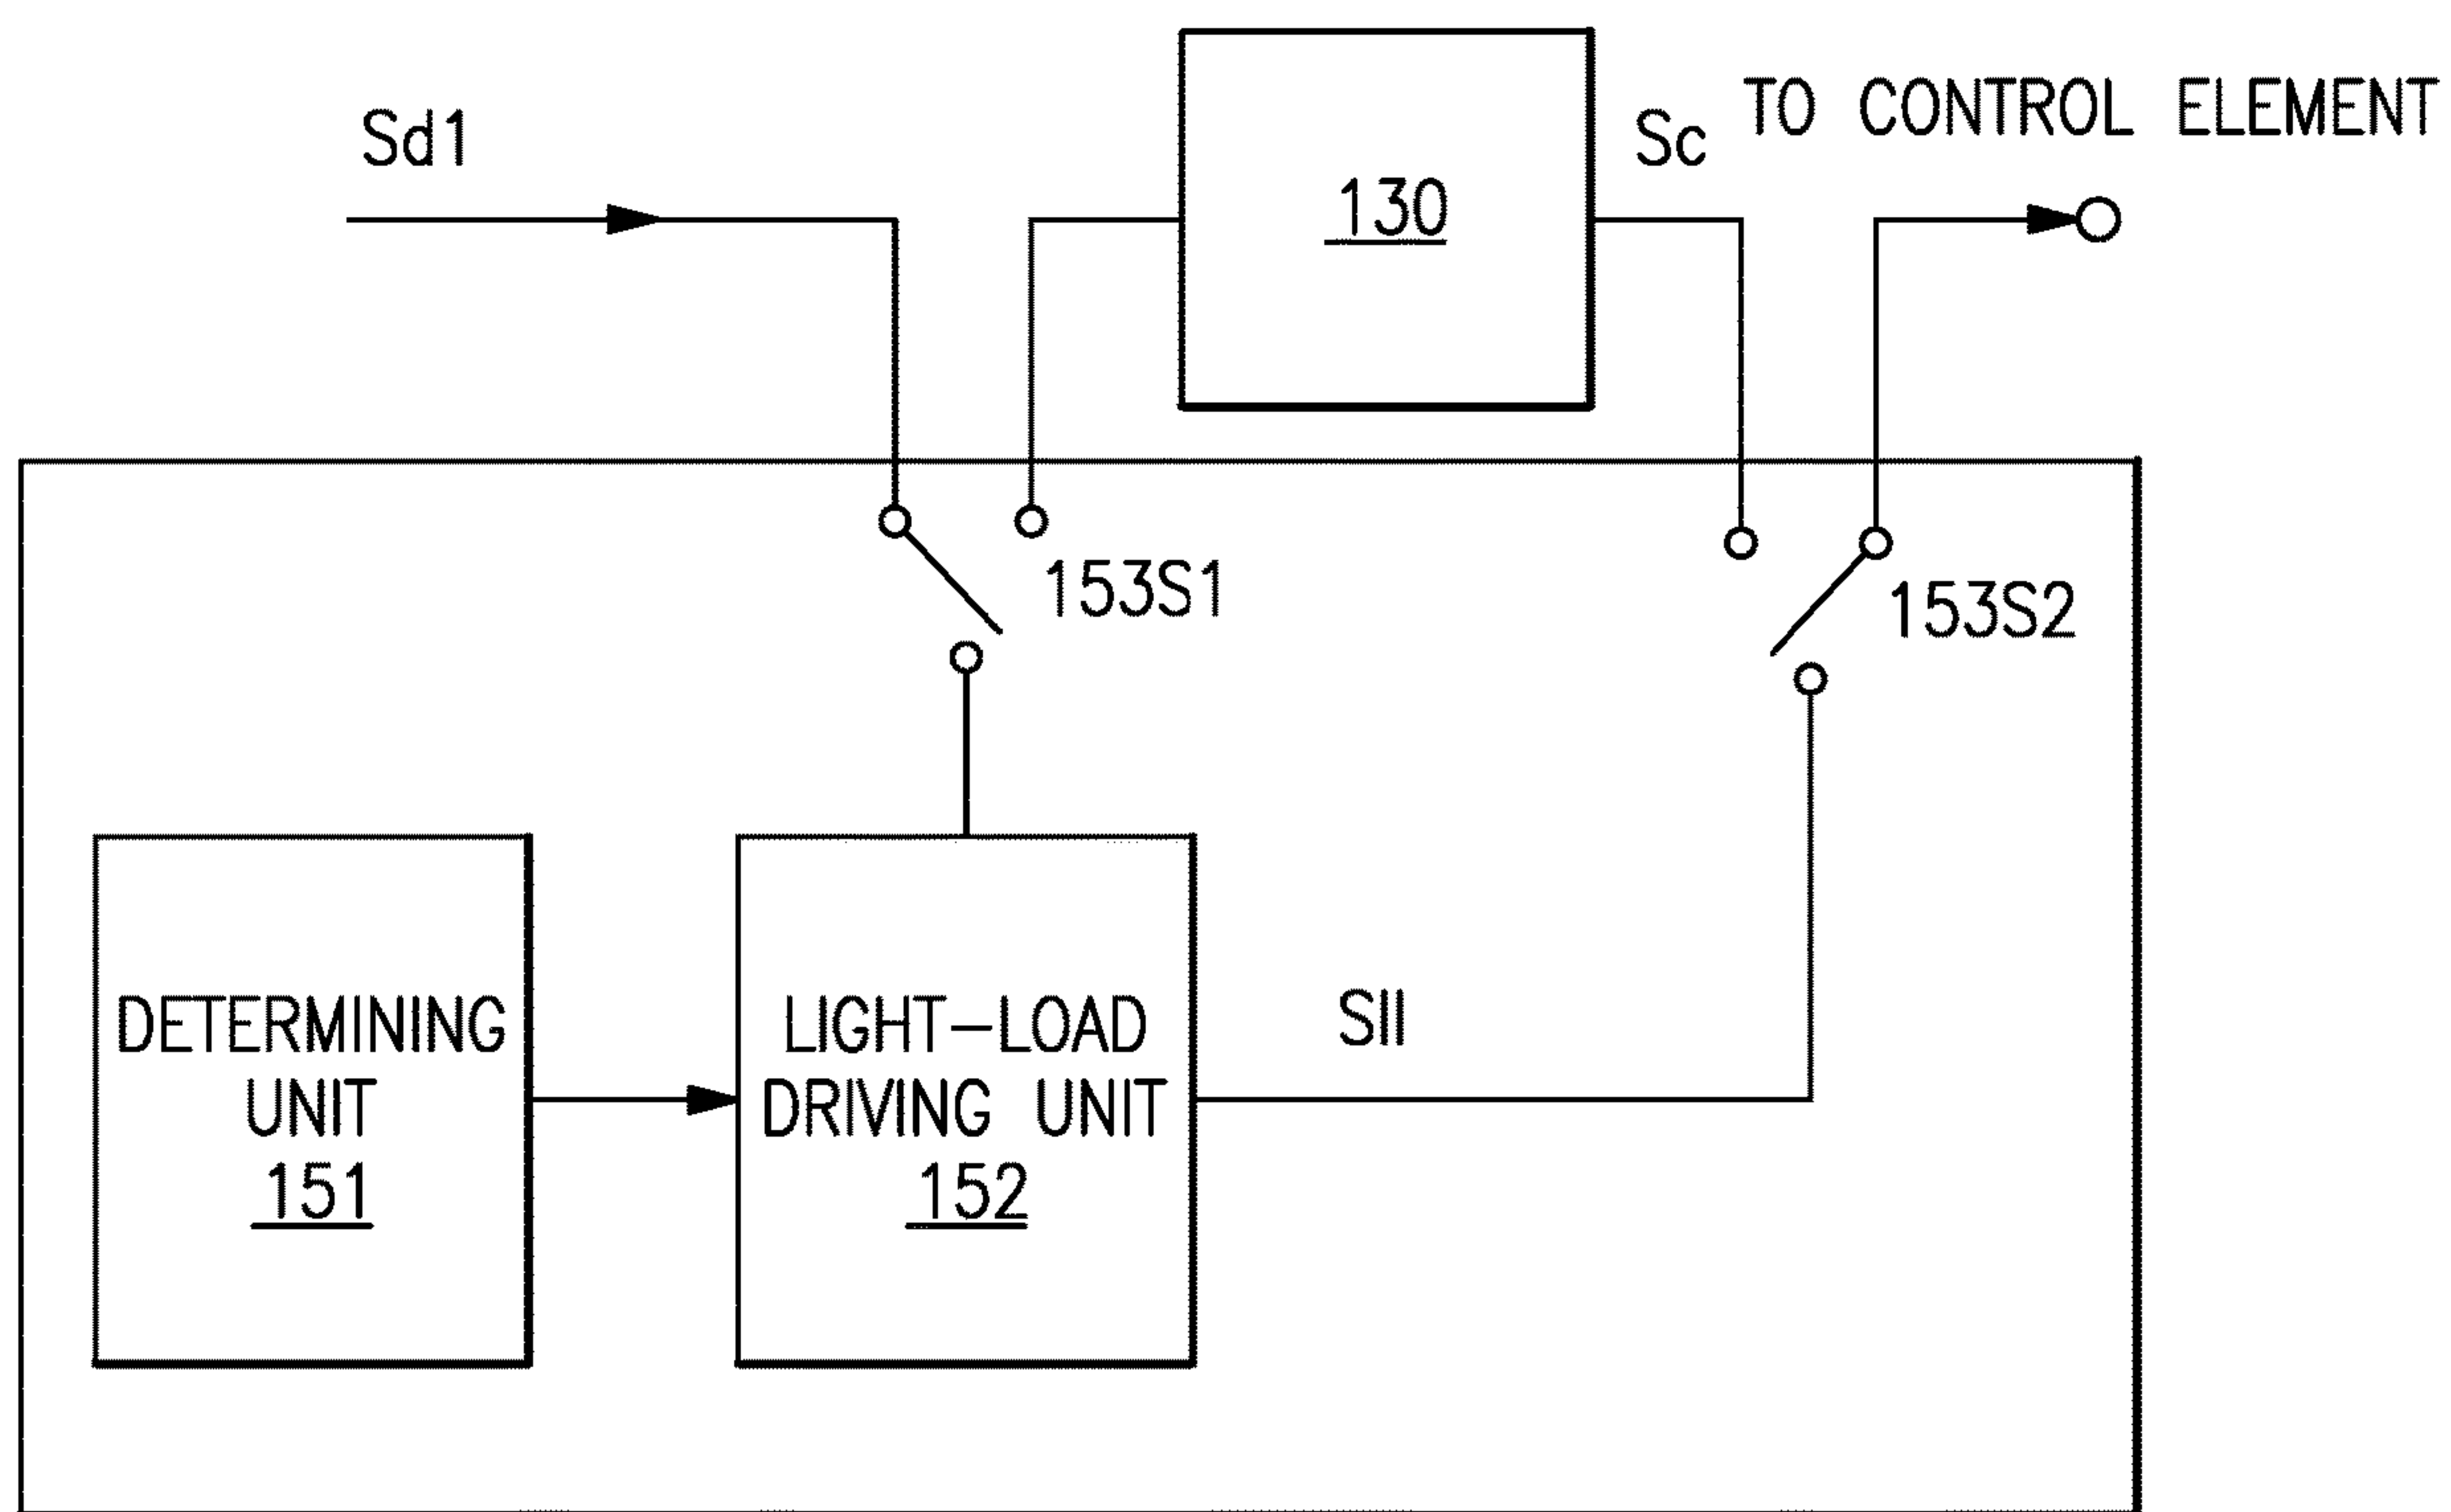 Sd1
130
Sc
TO CONTROL ELEMENT
153S1
153S2
DETERMINING
UNIT
151
LIGHT-LOAD
DRIVING UNIT
152
Sll